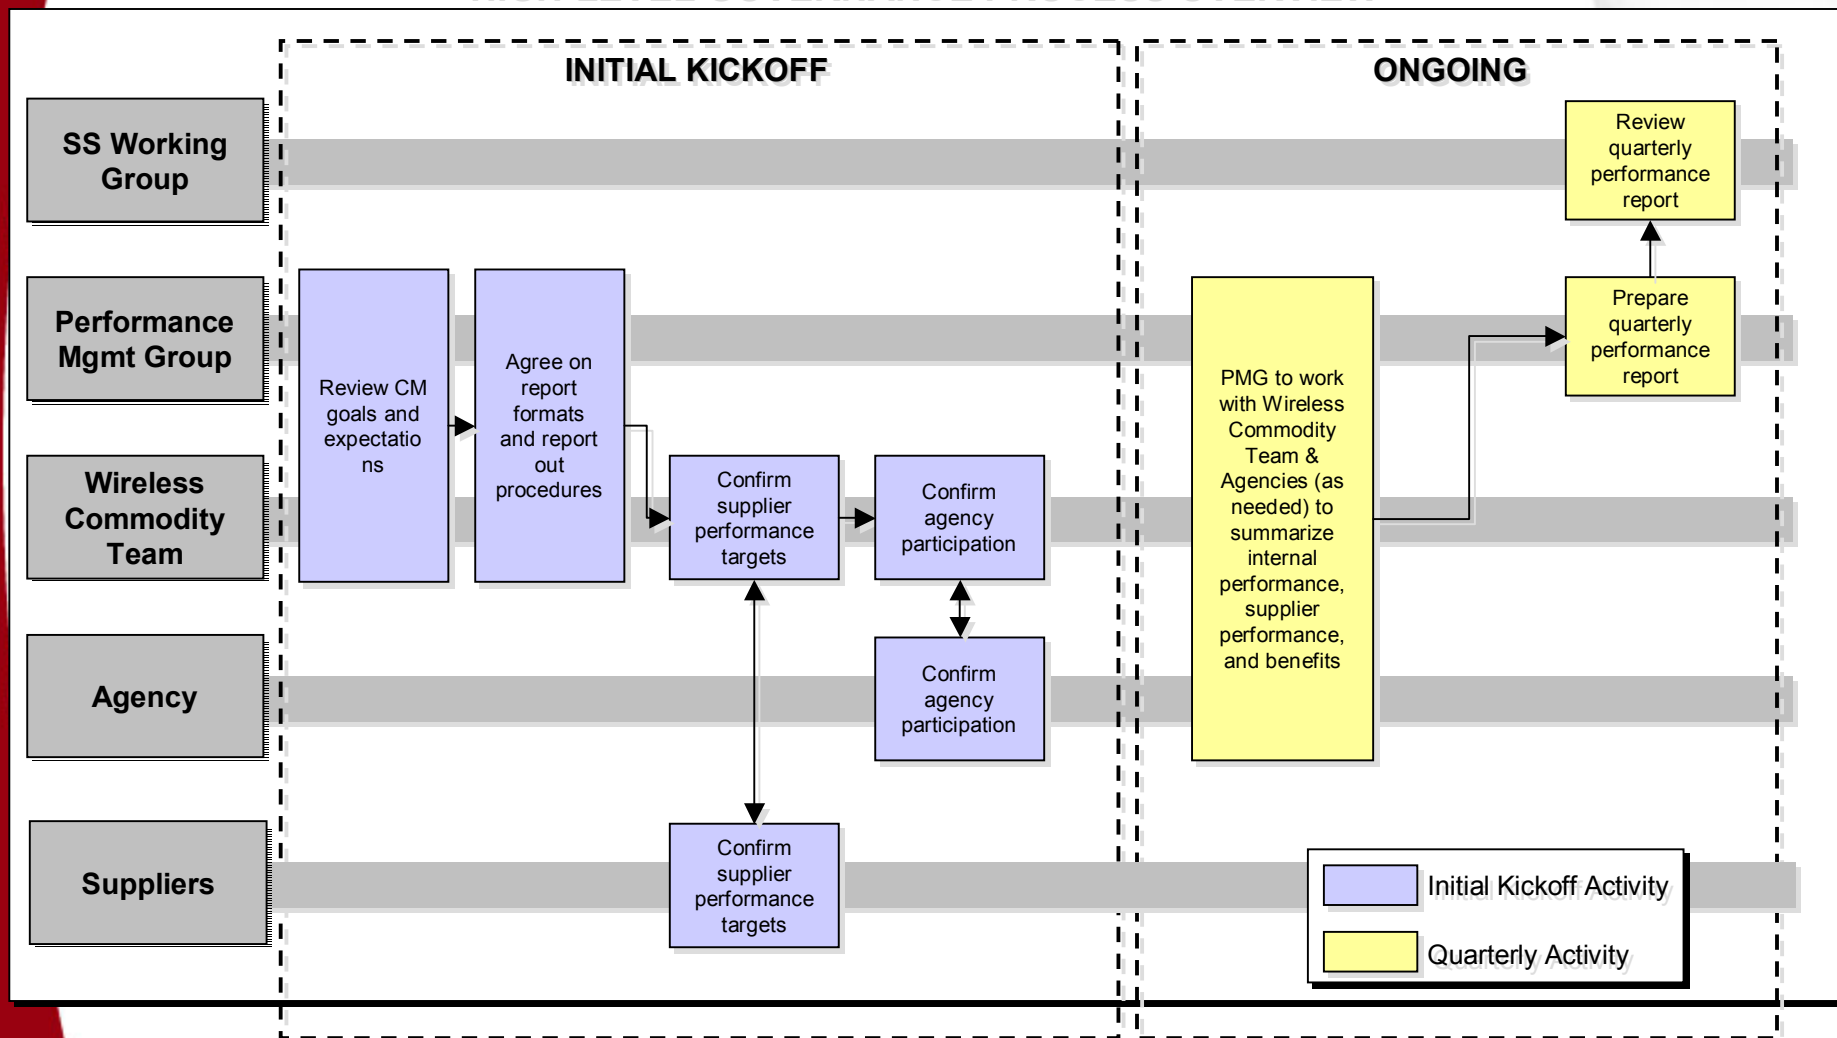 INITIAL KICKOFF
ONGOING
SS Working
Group
Review
quarterly
performance
report
Performance
Mgmt Group
Review CM
goals and
expectatio
ns
Agree on
report
formats
and report
out
procedures
PMG to work
with Wireless
Commodity
Team &
Agencies (as
needed) to
summarize
internal
performance,
supplier
performance,
and benefits
Prepare
quarterly
performance
report
Wireless
Commodity
Team
Confirm
supplier
performance
targets
Confirm
agency
participation
Agency
Confirm
agency
participation
Suppliers
Confirm
supplier
performance
targets
Initial Kickoff Activity
Quarterly Activity